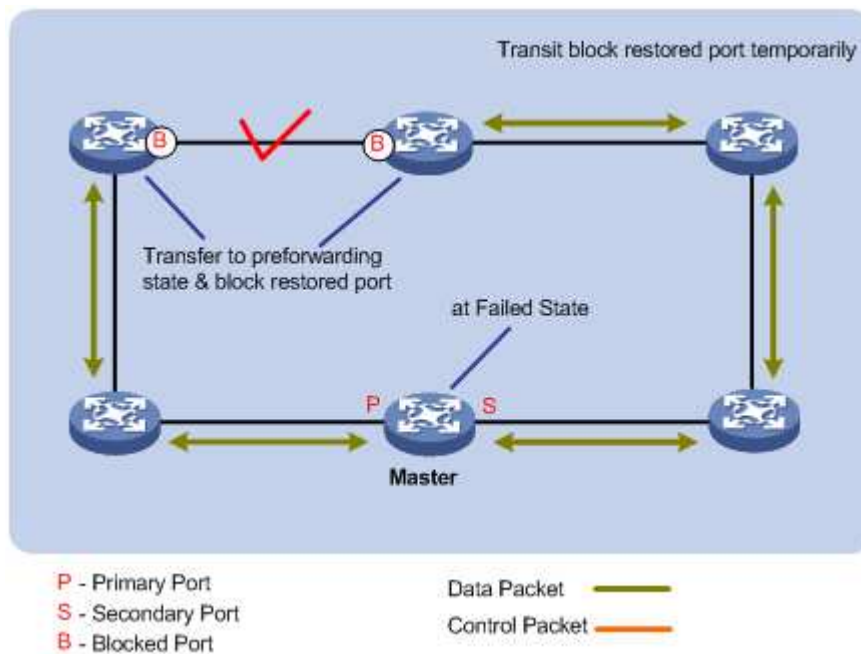 Transit block restored port temporarily
B
B
Transfer to preforwarding
state & block restored port
at Failed State
P
S
Master
P - Primary Port
S - Secondary Port
B - Blocked Port
Data Packet
Control Packet